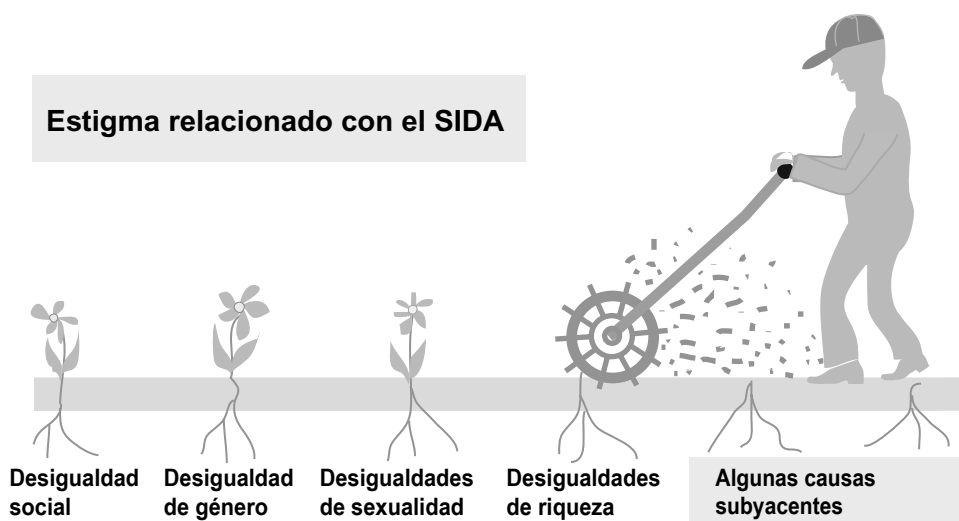 Estigma relacionado con el SIDA
Desigualdad
social
Desigualdad
de género
Desigualdades
de sexualidad
Desigualdades
de riqueza
Algunas causas
subyacentes